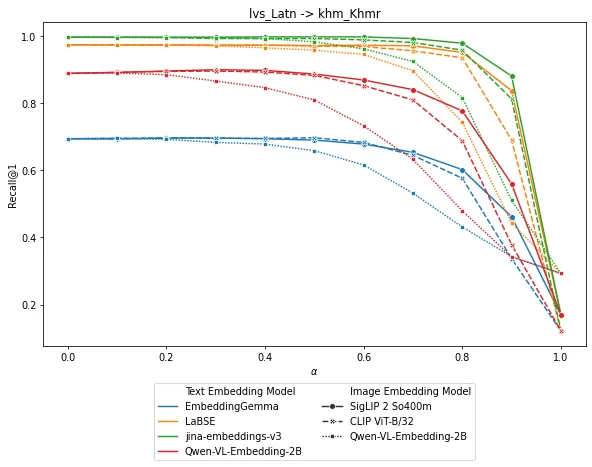 lvs_Latn -> khm_Khmr
Recall@1
1.0
0.8
0.6
0.4
0.2
0.0 0.2 0.4 0.6 0.8 1.0
α
Text Embedding Model Image Embedding Model
EmbeddingGemma SigLIP 2 So400m
LaBSE CLIP ViT-B/32
jina-embeddings-v3 Qwen-VL-Embedding-2B
Qwen-VL-Embedding-2B